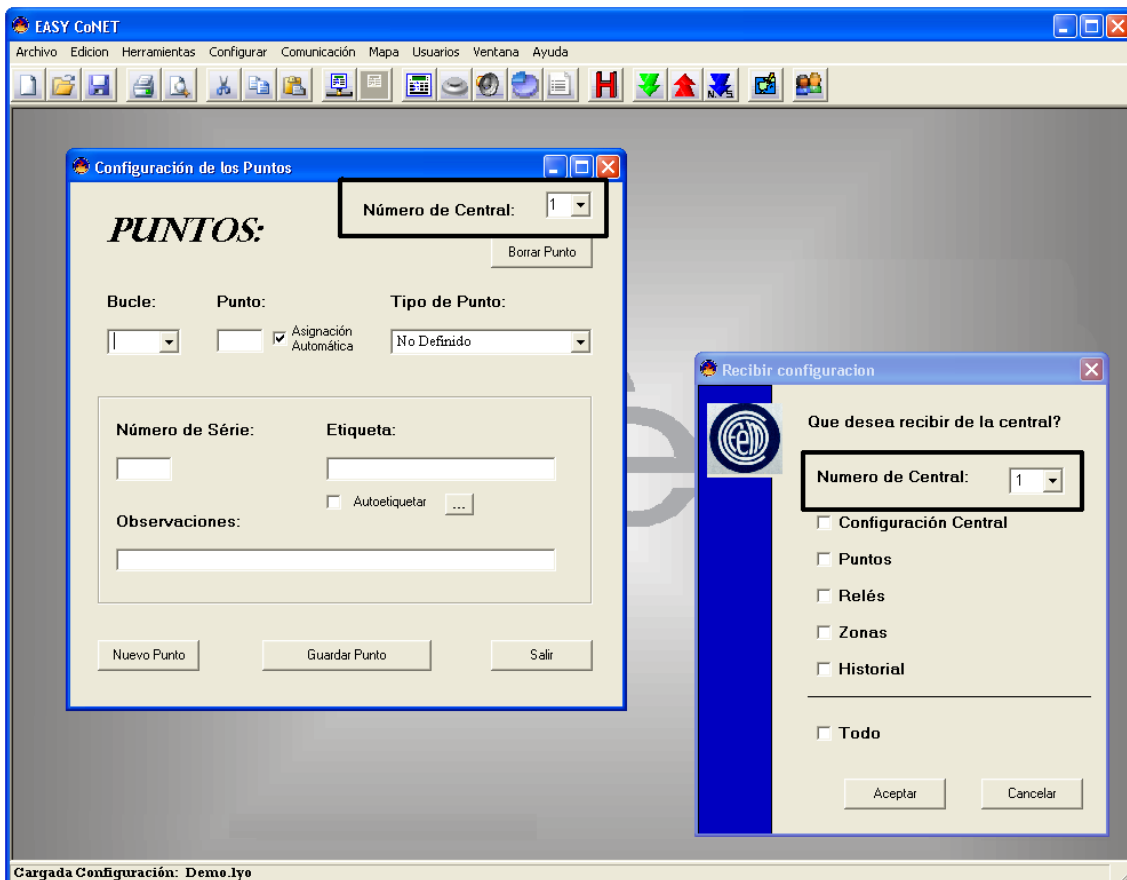 EASY CoNET
Archivo Edicion Herramientas Configurar Comunicación Mapa Usuarios Ventana Ayuda
H
N S
Configuración de los Puntos
Número de Central: 1
PUNTOS:
Borrar Punto
Bucle: Punto: Tipo de Punto:
Asignación
Automática
No Definido
Número de Série: Etiqueta:
Autoetiquetar ...
Observaciones:
Nuevo Punto Guardar Punto Salir
Recibir configuracion
Que desea recibir de la central?
Numero de Central: 1
Configuración Central
Puntos
Relés
Zonas
Historial
Todo
Aceptar Cancelar
Cargada Configuración: Demo.lyo